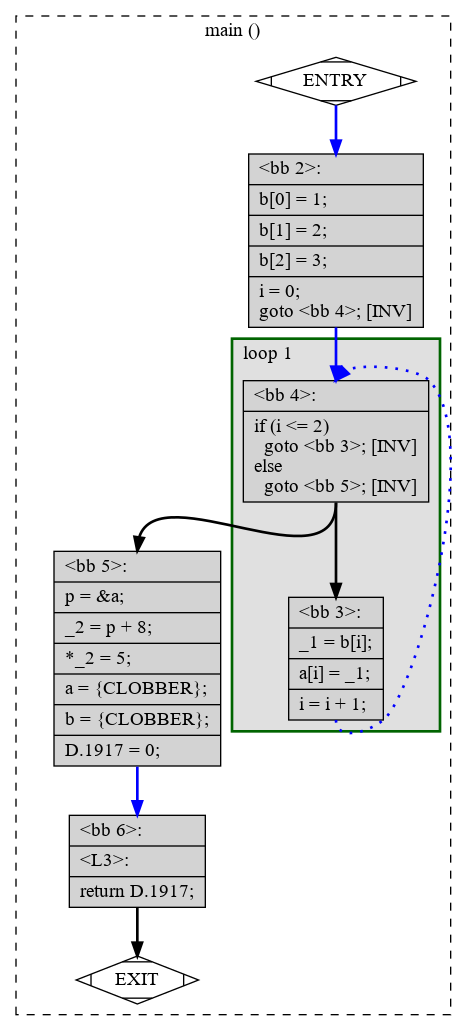 main ()
ENTRY
<bb 2>:
b[0] = 1;
b[1] = 2;
b[2] = 3;
i = 0;
goto <bb 4>; [INV]
loop 1
<bb 4>:
if (i <= 2)
goto <bb 3>; [INV]
else
goto <bb 5>; [INV]
<bb 5>:
p = &a;
_2 = p + 8;
*_2 = 5;
a = {CLOBBER};
b = {CLOBBER};
D.1917 = 0;
<bb 3>:
_1 = b[i];
a[i] = _1;
i = i + 1;
<bb 6>:
<L3>:
return D.1917;
EXIT